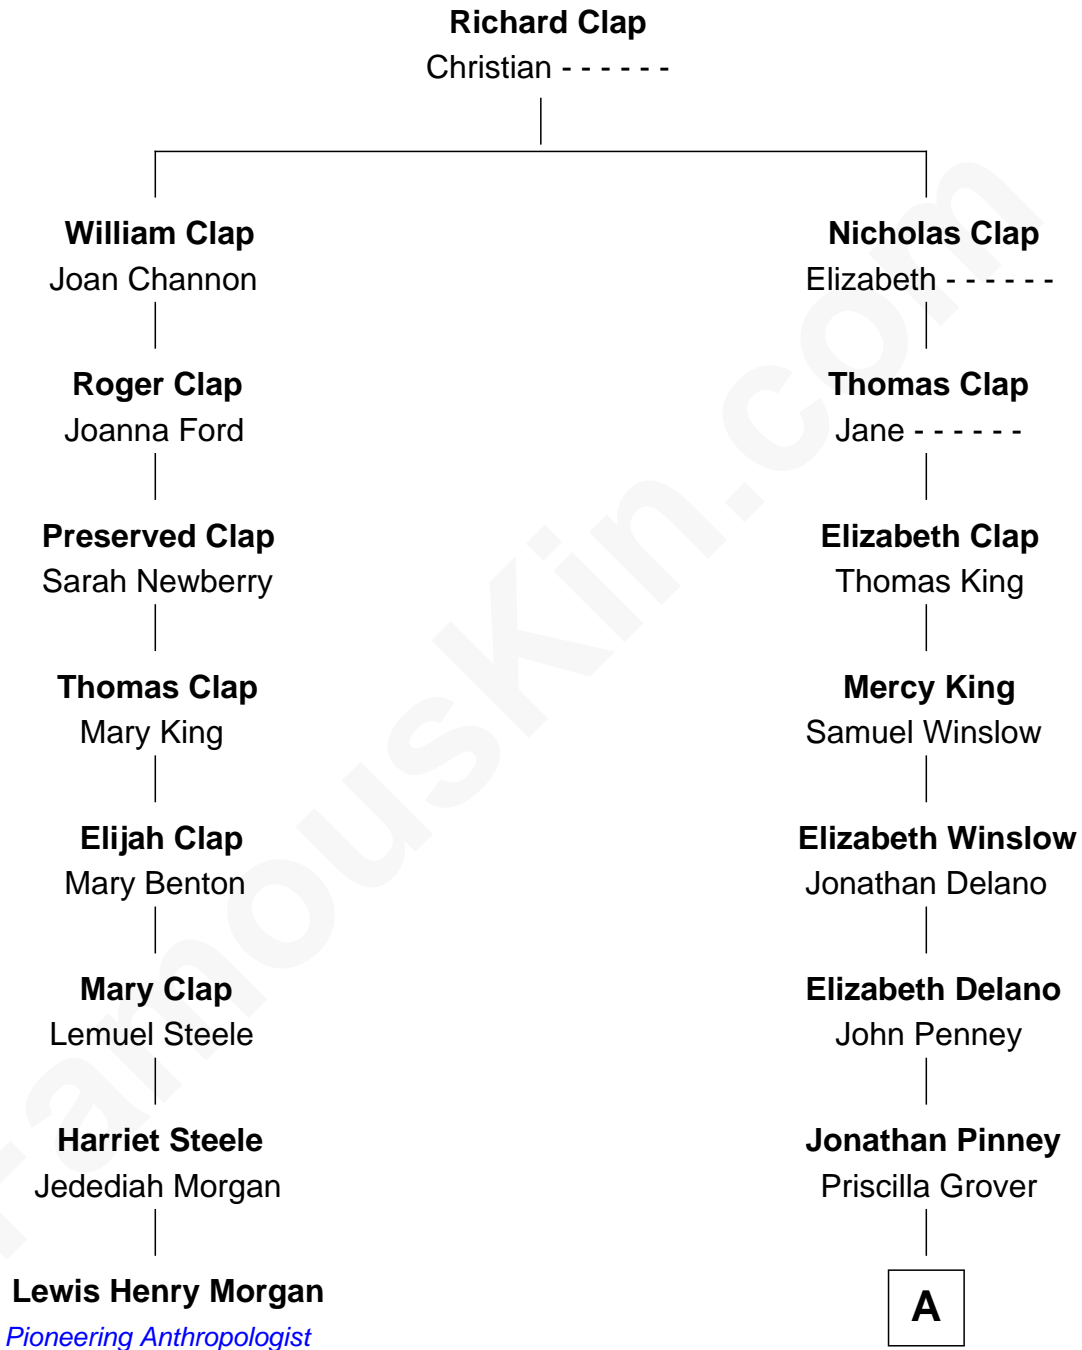 Richard Clap
Christian - - - - - -
William Clap
Joan Channon
Nicholas Clap
Elizabeth - - - - - -
Roger Clap
Joanna Ford
Thomas Clap
Jane - - - - - -
Preserved Clap
Sarah Newberry
Elizabeth Clap
Thomas King
Thomas Clap
Mary King
Mercy King
Samuel Winslow
Elijah Clap
Mary Benton
Elizabeth Winslow
Jonathan Delano
Mary Clap
Lemuel Steele
Elizabeth Delano
John Penney
Harriet Steele
Jedediah Morgan
Jonathan Pinney
Priscilla Grover
Lewis Henry Morgan
Pioneering Anthropologist
A
FamousKin.com